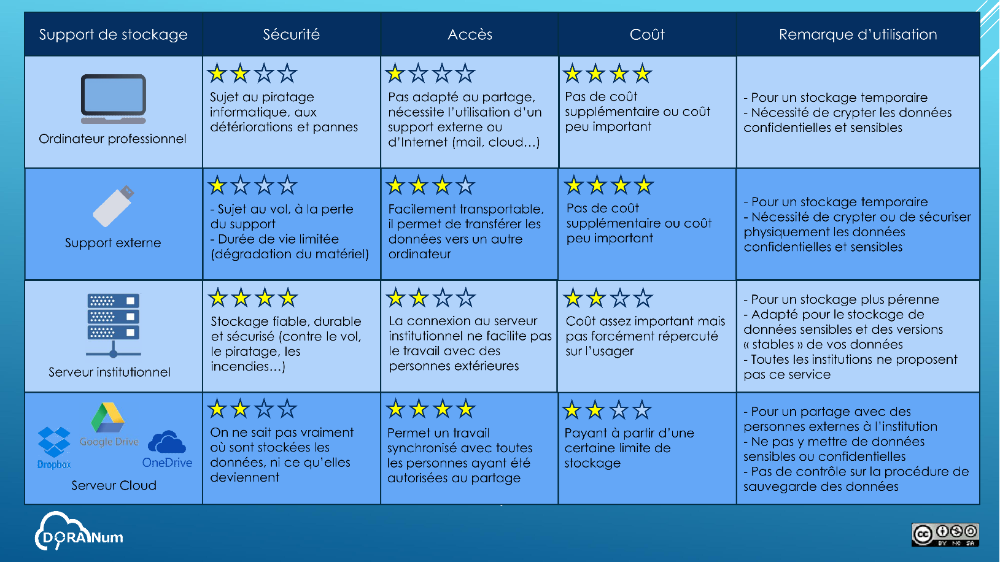 Support de stockage
Sécurité
Accès
Coût
Remarque d'utilisation
Ordinateur professionnel
Sujet au piratage
informatique, aux
détériorations et pannes
Pas adapté au partage,
nécessite l'utilisation d'un
support externe ou
d'Internet (mail, cloud...)
Pas de coût
supplémentaire ou coût
peu important
- Pour un stockage temporaire
- Nécessité de crypter les données
confidentielles et sensibles
Support externe
- Sujet au vol, à la perte
du support
- Durée de vie limitée
(dégradation du matériel)
Facilement transportable,
il permet de transférer les
données vers un autre
ordinateur
Pas de coût
supplémentaire ou coût
peu important
- Pour un stockage temporaire
- Nécessité de crypter ou de sécuriser
physiquement les données
confidentielles et sensibles
Serveur institutionnel
Stockage fiable, durable
et sécurisé (contre le vol,
le piratage, les
incendies...)
La connexion au serveur
institutionnel ne facilite pas
le travail avec des
personnes extérieures
Coût assez important mais
pas forcément répercuté
sur l'usager
- Pour un stockage plus pérenne
- Adapté pour le stockage de
données sensibles et des versions
« stables » de vos données
- Toutes les institutions ne proposent
pas ce service
Dropbox
Google Drive
OneDrive
Serveur Cloud
On ne sait pas vraiment
où sont stockées les
données, ni ce qu'elles
deviennent
Permet un travail
synchronisé avec toutes
les personnes ayant été
autorisées au partage
Payant à partir d'une
certaine limite de
stockage
- Pour un partage avec des
personnes externes à l'institution
- Ne pas y mettre de données
sensibles ou confidentielles
- Pas de contrôle sur la procédure de
sauvegarde des données
DORANum
cc
BY NC SA